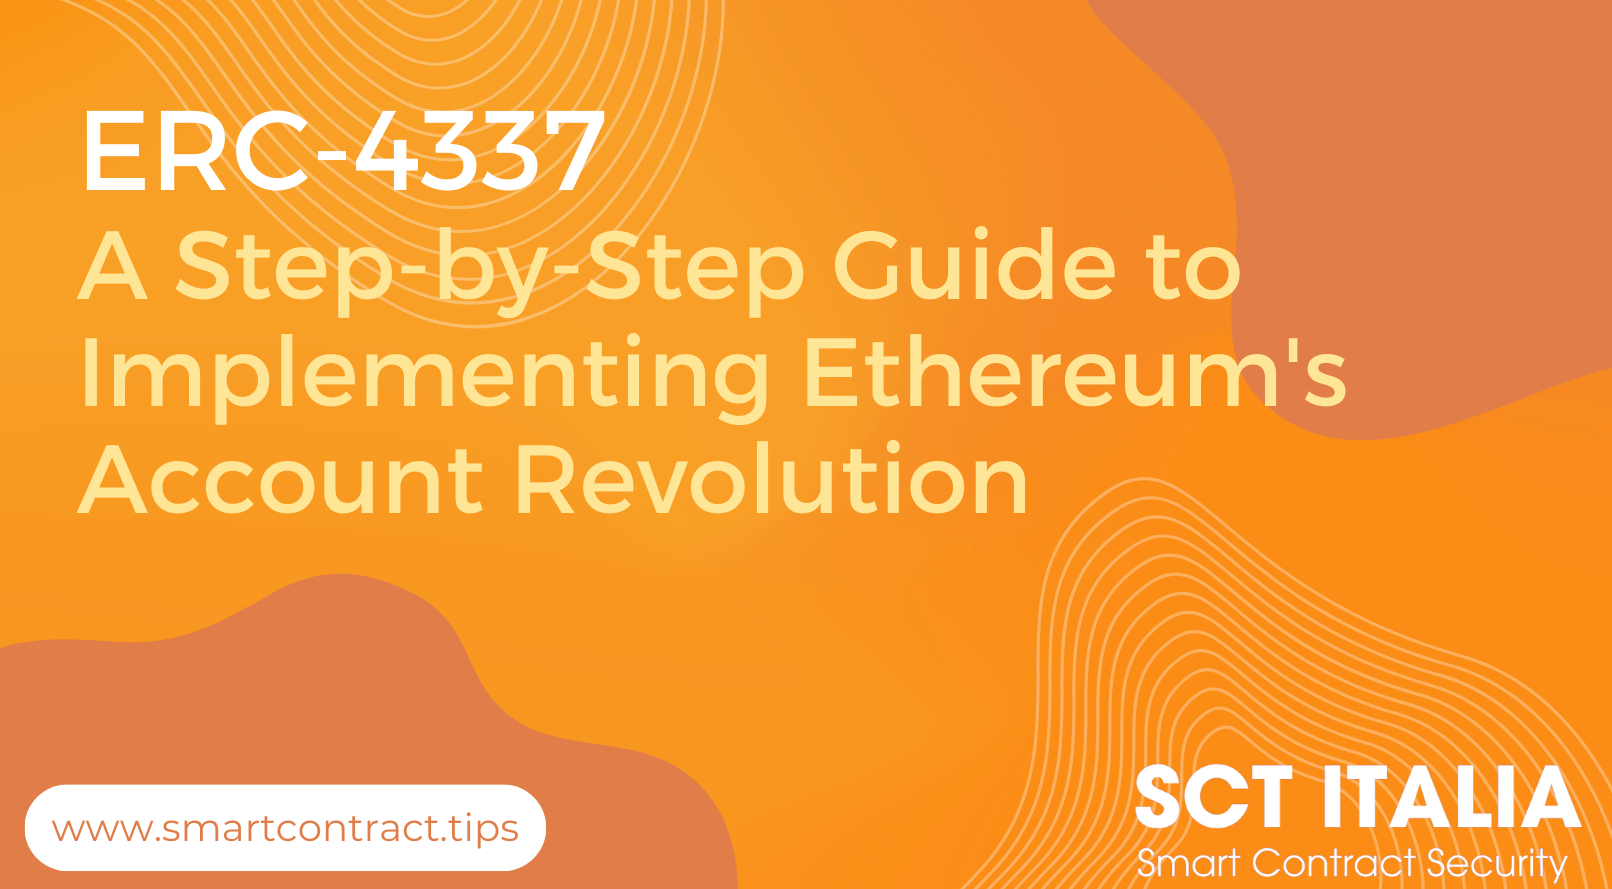 ERC-4337
A Step-by-Step Guide to
Implementing Ethereum's
Account Revolution
www.smartcontract.tips
SCT ITALIA
Smart Contract Security